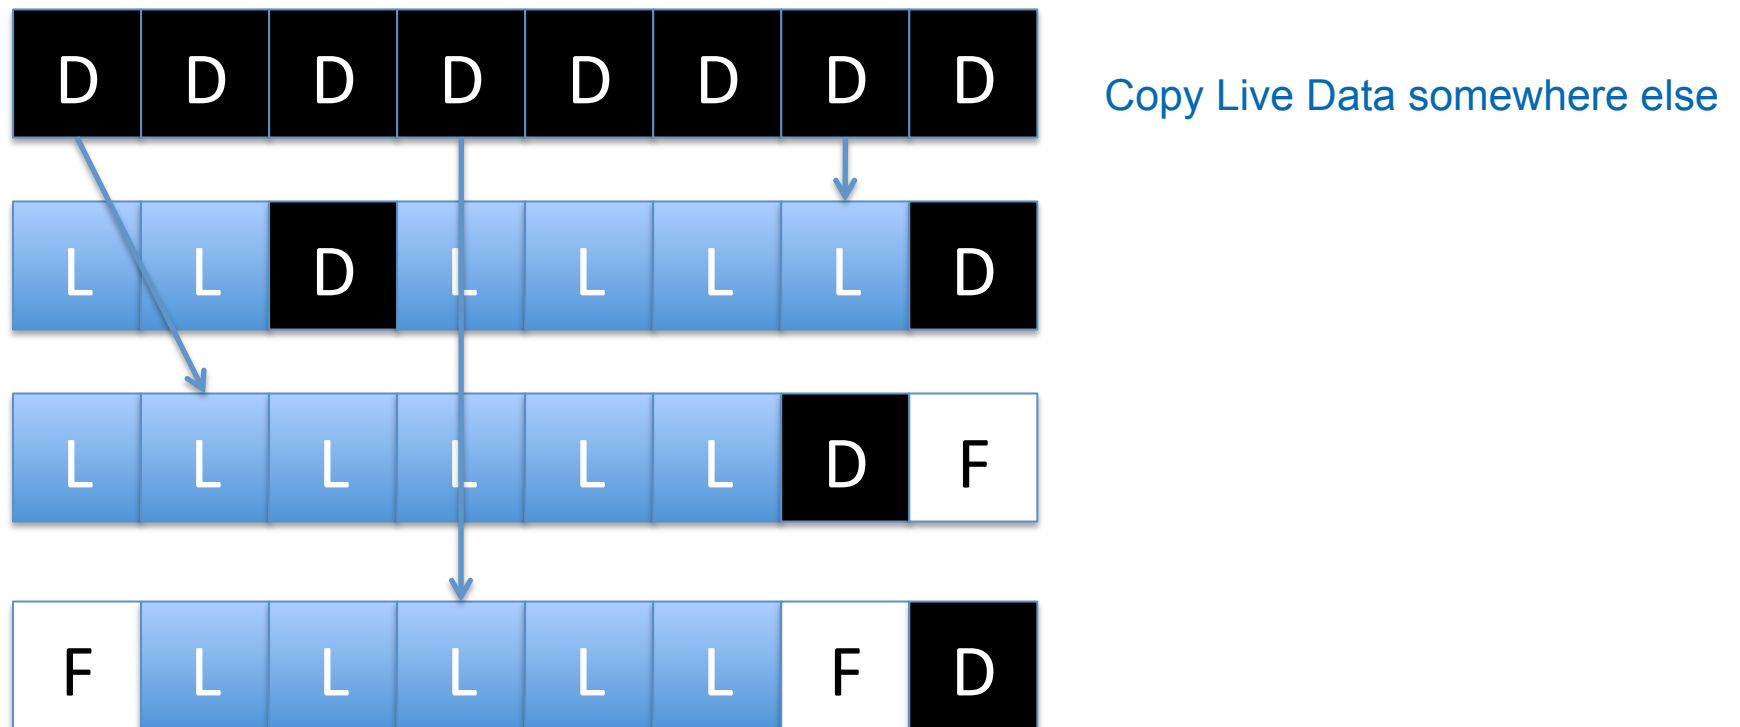 D D D D D D D D
Copy Live Data somewhere else
L L D L L L L D
L L L L L L D F
F L L L L L F D